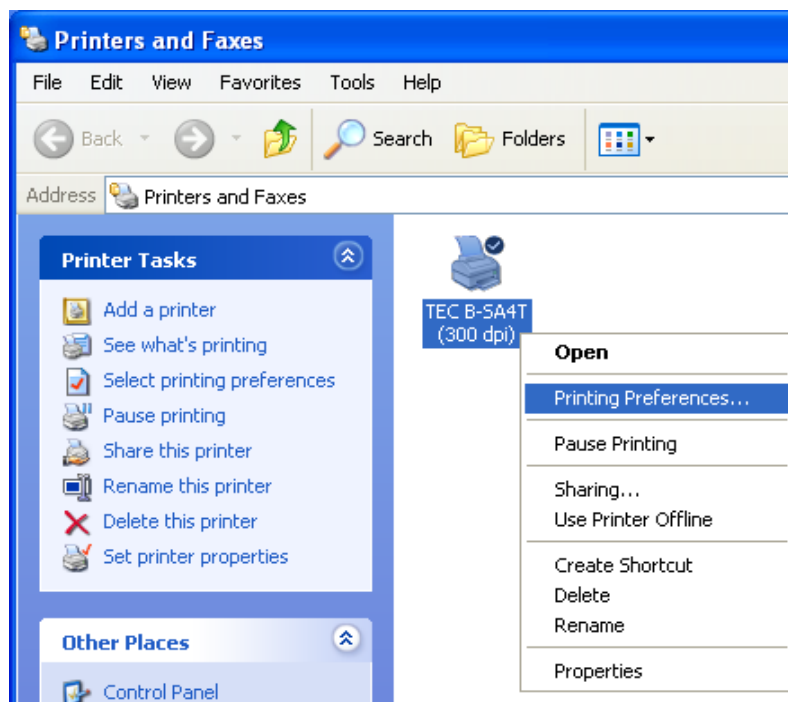 Printers and Faxes
File Edit View Favorites Tools Help
Back Search Folders
Address Printers and Faxes
Printer Tasks
Add a printer
See what's printing
Select printing preferences
Pause printing
Share this printer
Rename this printer
Delete this printer
Set printer properties
Other Places
Control Panel
TEC B-SA4T
(300 dpi)
Open
Printing Preferences...
Pause Printing
Sharing...
Use Printer Offline
Create Shortcut
Delete
Rename
Properties